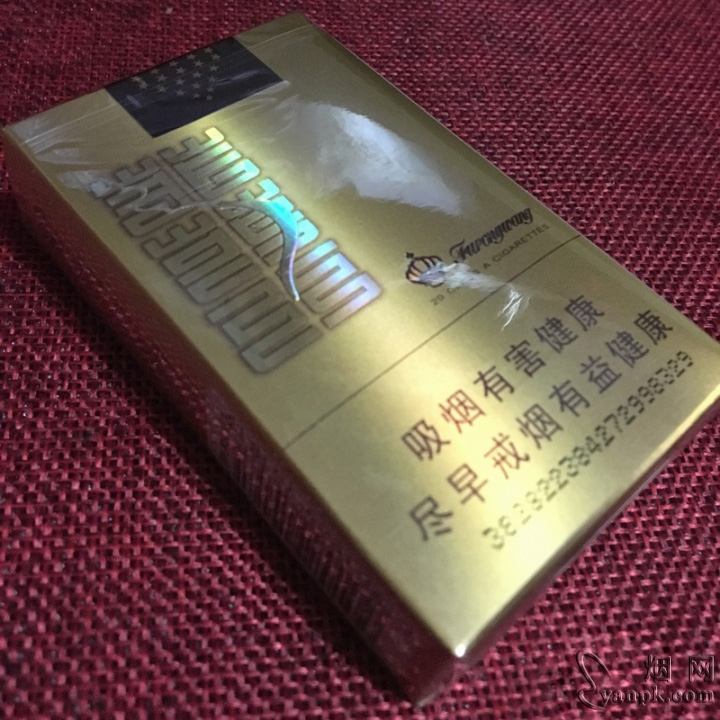 Furongwang
20 CLASS A CIGARETTES
吸烟有害健康
尽早戒烟有益健康
烟网
yanpk.com